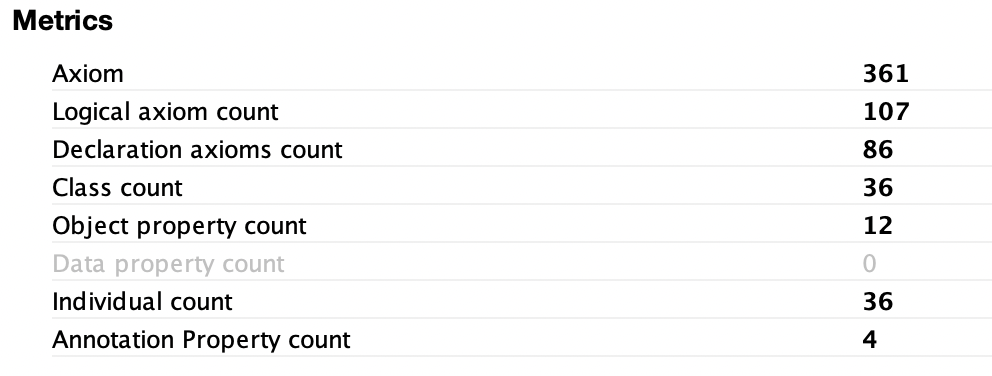 Metrics
Axiom 361
Logical axiom count 107
Declaration axioms count 86
Class count 36
Object property count 12
Data property count 0
Individual count 36
Annotation Property count 4